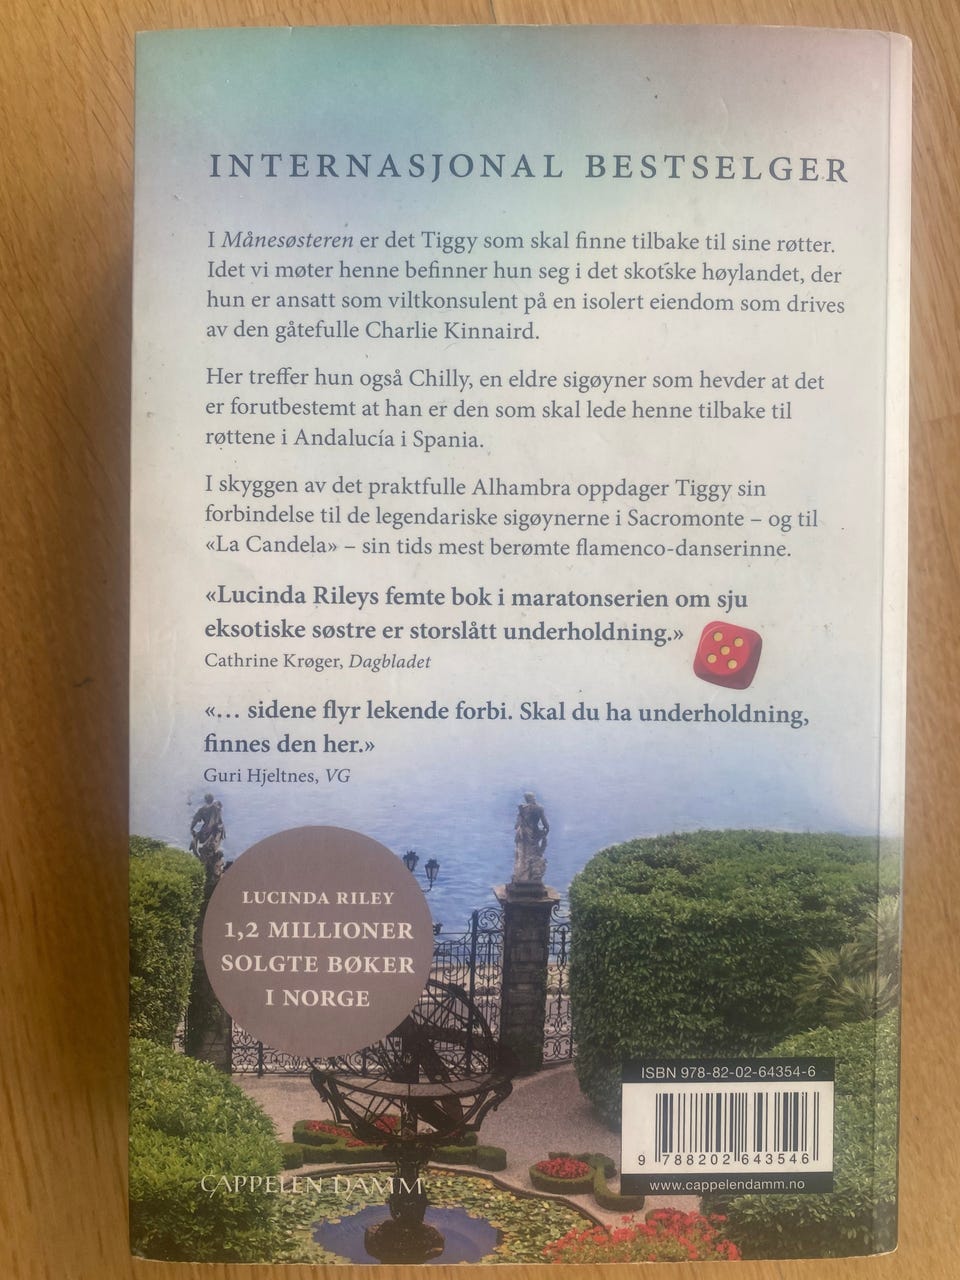 INTERNASJONAL BESTSELGER
I Månesøsteren er det Tiggy som skal finne tilbake til sine røtter.
Idet vi møter henne befinner hun seg i det skotske høylandet, der
hun er ansatt som viltkonsulent på en isolert eiendom som drives
av den gåtefulle Charlie Kinnaird.
Her treffer hun også Chilly, en eldre sigøyner som hevder at det
er forutbestemt at han er den som skal lede henne tilbake til
røttene i Andalucía i Spania.
I skyggen av det praktfulle Alhambra oppdager Tiggy sin
forbindelse til de legendariske sigøynerne i Sacromonte – og til
«La Candela» – sin tids mest berømte flamenco-danserinne.
«Lucinda Rileys femte bok i maratonserien om sju
eksotiske søstre er storslått underholdning.»
Cathrine Krøger, Dagbladet
«… sidene flyr lekende forbi. Skal du ha underholdning,
finnes den her.»
Guri Hjeltnes, VG
LUCINDA RILEY
1,2 MILLIONER
SOLGTE BØKER
I NORGE
CAPPELEN DAMM
ISBN 978-82-02-64354-6
9 788202 643546
www.cappelendamm.no